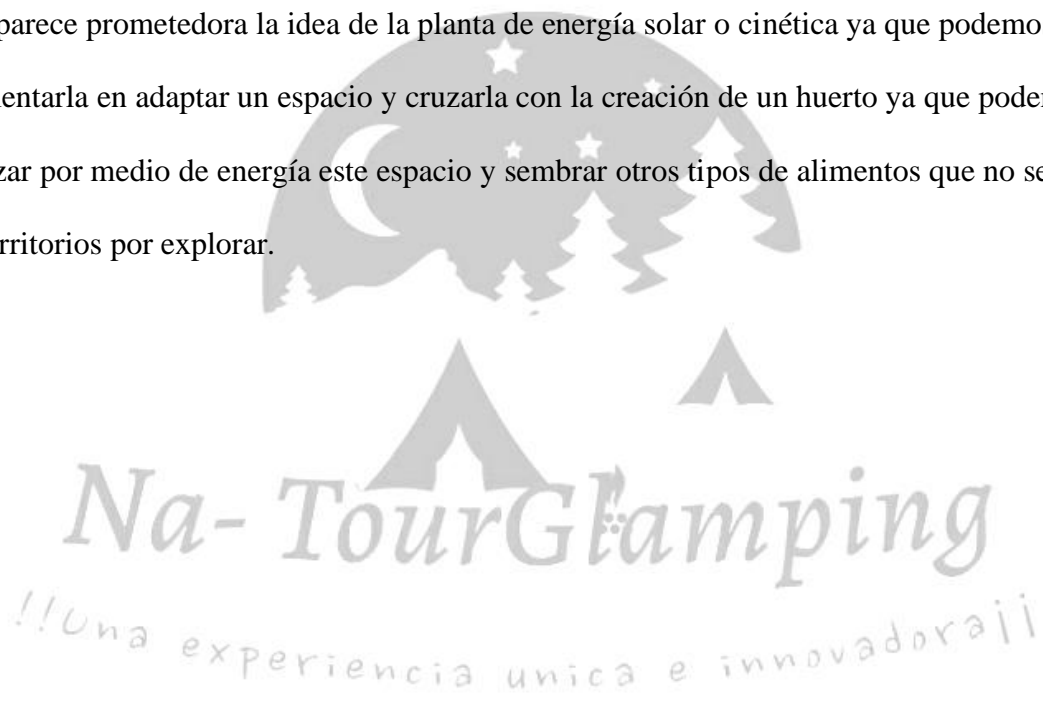 parece prometedora la idea de la planta de energía solar o cinética ya que podemo
entarla en adaptar un espacio y cruzarla con la creación de un huerto ya que poder
zar por medio de energía este espacio y sembrar otros tipos de alimentos que no se
rritorios por explorar.
Na-TourGlamping
!!Una experiencia unica e innovadora¡¡